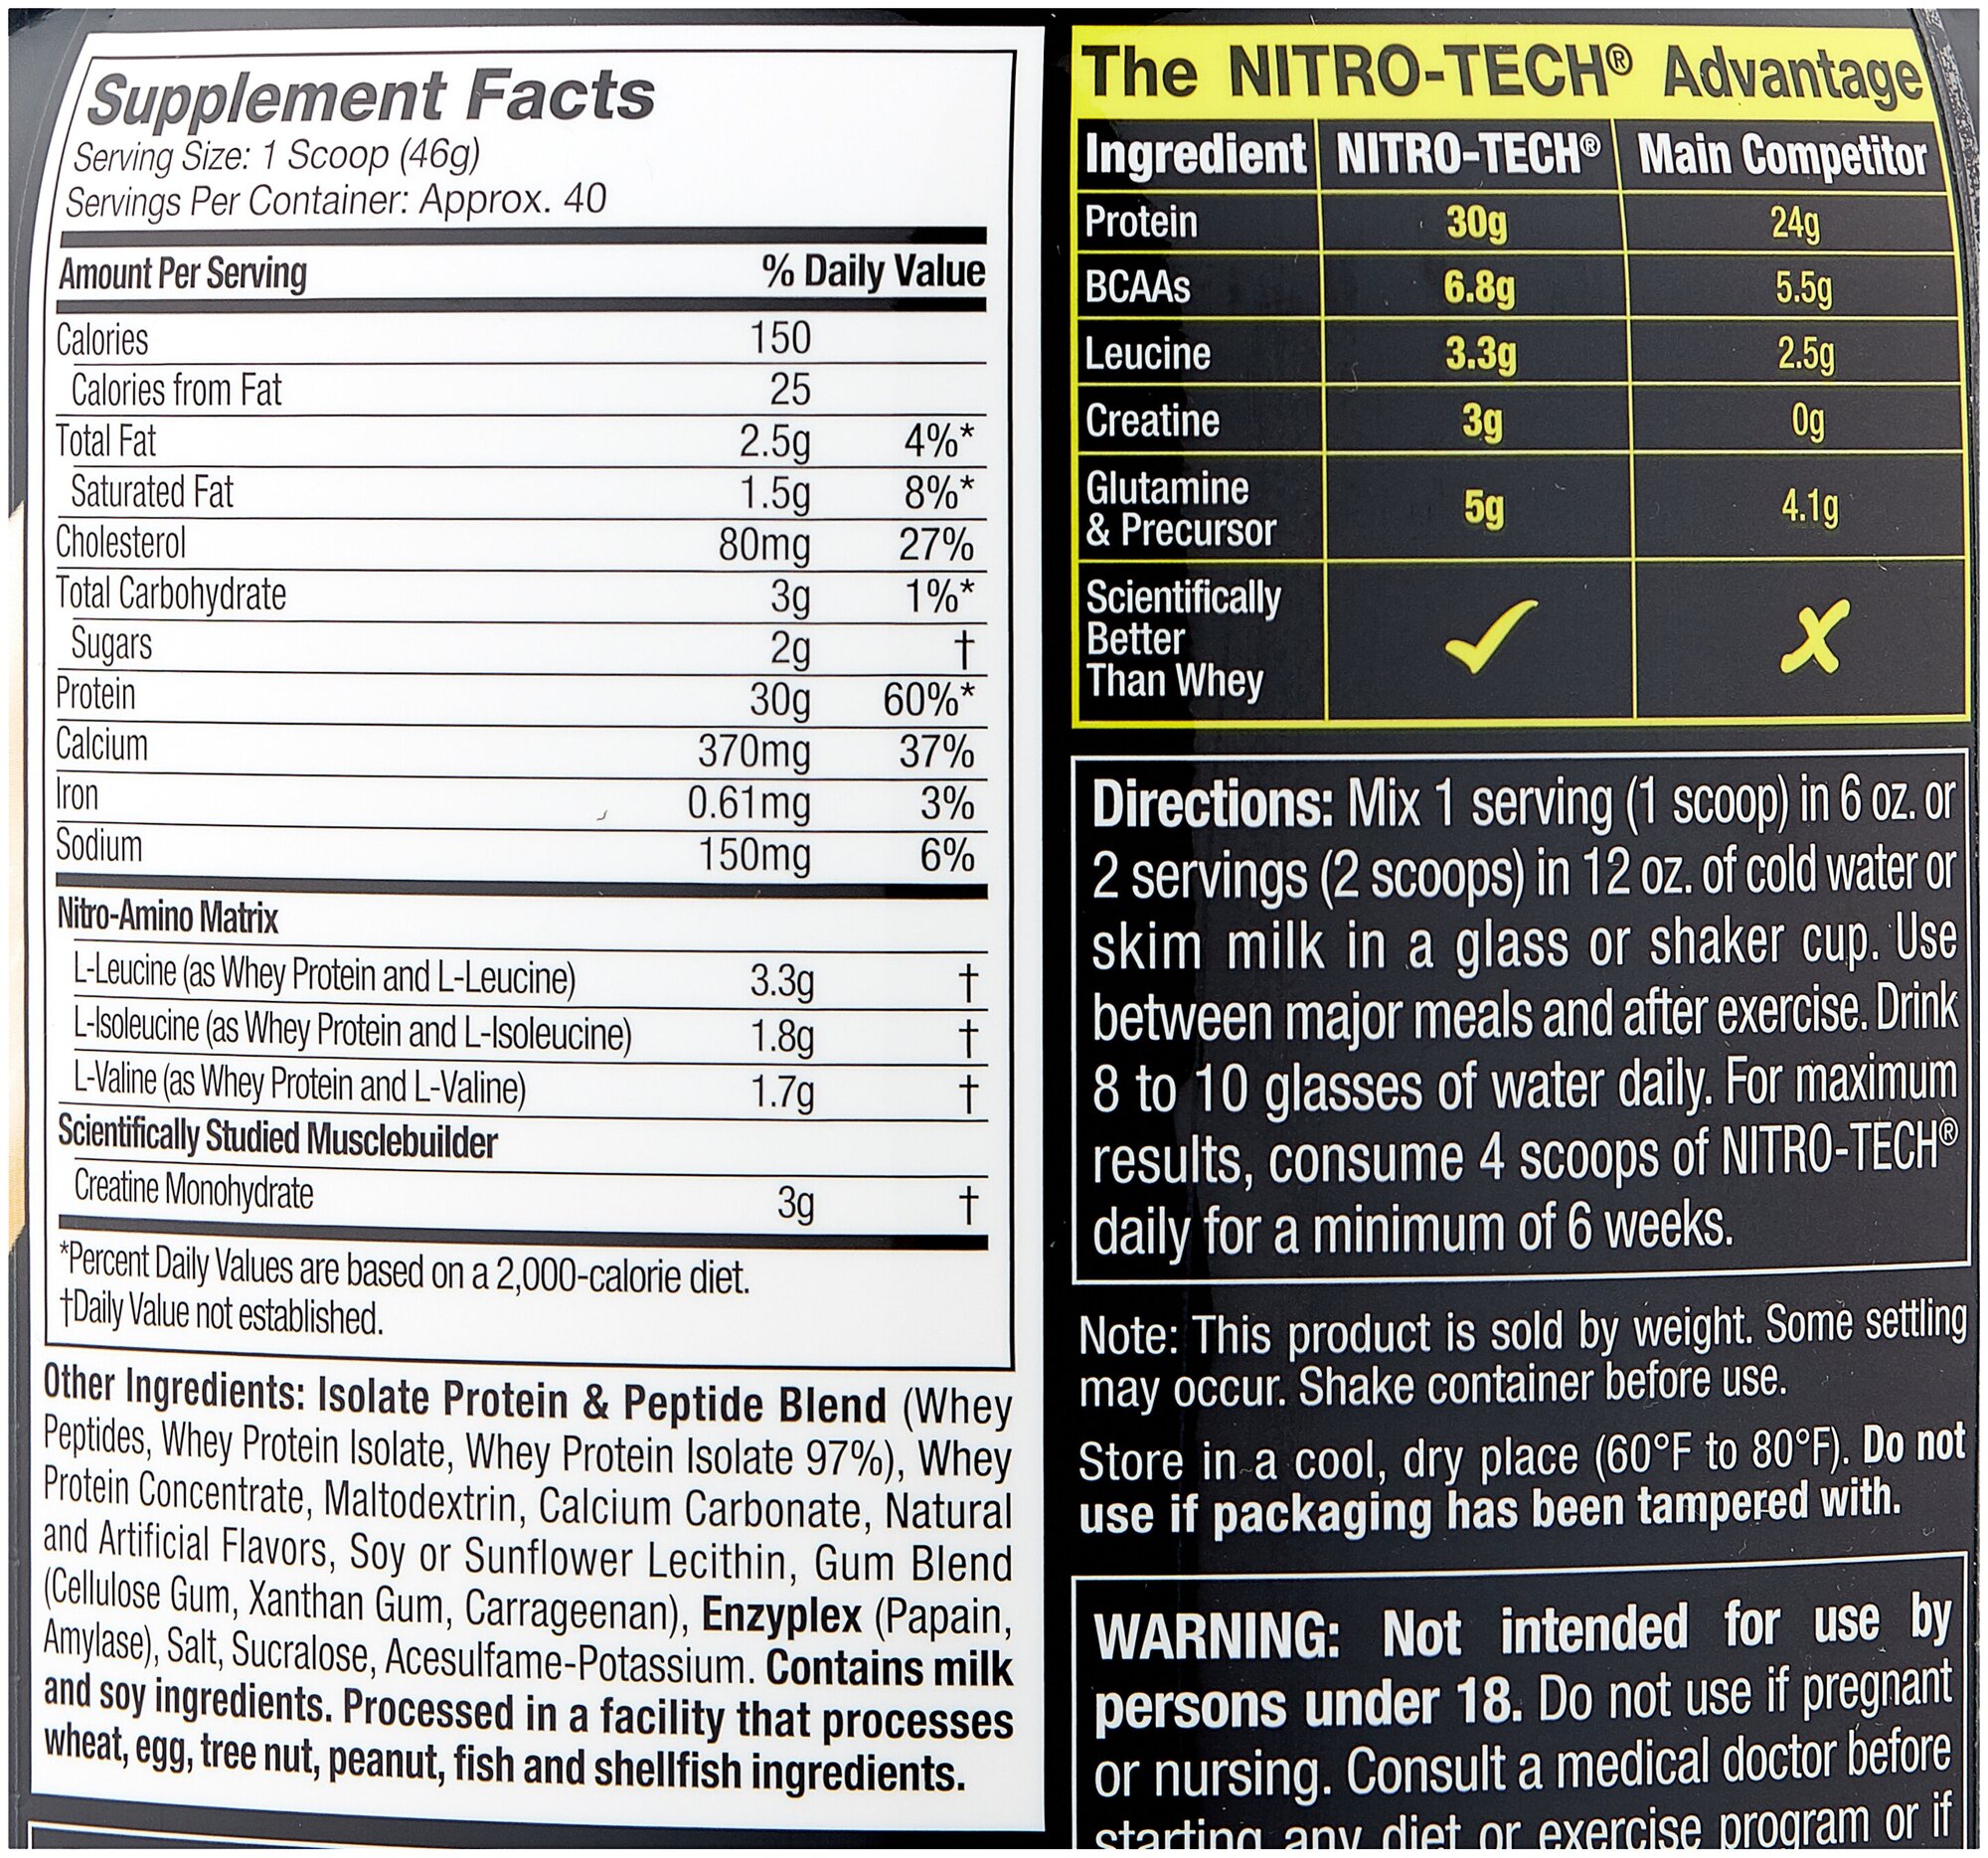 Supplement Facts
Serving Size: 1 Scoop (46g)
Servings Per Container: Approx. 40
Amount Per Serving % Daily Value
Calories 150
Calories from Fat 25
Total Fat 2.5g 4%*
Saturated Fat 1.5g 8%*
Cholesterol 80mg 27%
Total Carbohydrate 3g 1%*
Sugars 2g †
Protein 30g 60%*
Calcium 370mg 37%
Iron 0.61mg 3%
Sodium 150mg 6%
Nitro-Amino Matrix
L-Leucine (as Whey Protein and L-Leucine) 3.3g †
L-Isoleucine (as Whey Protein and L-Isoleucine) 1.8g †
L-Valine (as Whey Protein and L-Valine) 1.7g †
Scientifically Studied Musclebuilder
Creatine Monohydrate 3g †
*Percent Daily Values are based on a 2,000-calorie diet.
†Daily Value not established.
Other Ingredients: Isolate Protein & Peptide Blend (Whey
Peptides, Whey Protein Isolate, Whey Protein Isolate 97%), Whey
Protein Concentrate, Maltodextrin, Calcium Carbonate, Natural
and Artificial Flavors, Soy or Sunflower Lecithin, Gum Blend
(Cellulose Gum, Xanthan Gum, Carrageenan), Enzyplex (Papain,
Amylase), Salt, Sucralose, Acesulfame-Potassium. Contains milk
and soy ingredients. Processed in a facility that processes
wheat, egg, tree nut, peanut, fish and shellfish ingredients.
The NITRO-TECH® Advantage
Ingredient NITRO-TECH® Main Competitor
Protein 30g 24g
BCAAs 6.8g 5.5g
Leucine 3.3g 2.5g
Creatine 3g 0g
Glutamine
& Precursor 5g 4.1g
Scientifically
Better
Than Whey
Directions: Mix 1 serving (1 scoop) in 6 oz. or
2 servings (2 scoops) in 12 oz. of cold water or
skim milk in a glass or shaker cup. Use
between major meals and after exercise. Drink
8 to 10 glasses of water daily. For maximum
results, consume 4 scoops of NITRO-TECH®
daily for a minimum of 6 weeks.
Note: This product is sold by weight. Some settling
may occur. Shake container before use.
Store in a cool, dry place (60°F to 80°F). Do not
use if packaging has been tampered with.
WARNING: Not intended for use by
persons under 18. Do not use if pregnant
or nursing. Consult a medical doctor before
starting any diet or exercise program or if